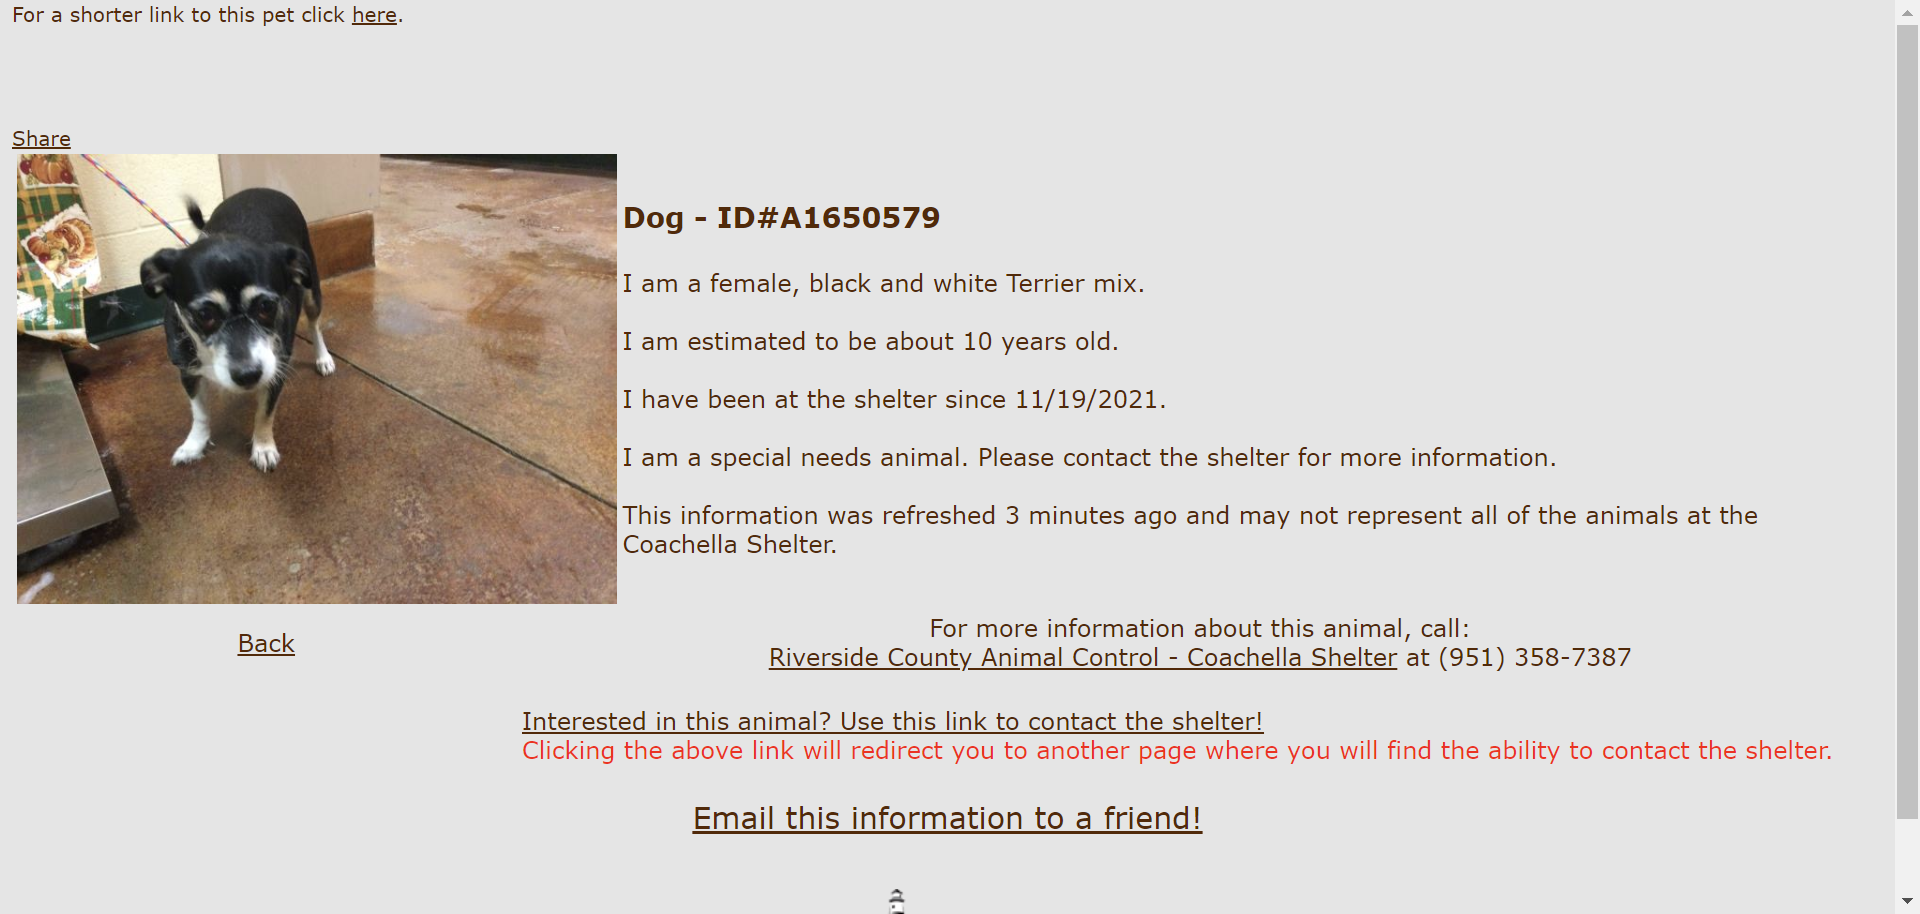 For a shorter link to this pet click here.
Share
Dog - ID#A1650579
I am a female, black and white Terrier mix.
I am estimated to be about 10 years old.
I have been at the shelter since 11/19/2021.
I am a special needs animal. Please contact the shelter for more information.
This information was refreshed 3 minutes ago and may not represent all of the animals at the
Coachella Shelter.
Back
For more information about this animal, call:
Riverside County Animal Control - Coachella Shelter at (951) 358-7387
Interested in this animal? Use this link to contact the shelter!
Clicking the above link will redirect you to another page where you will find the ability to contact the shelter.
Email this information to a friend!